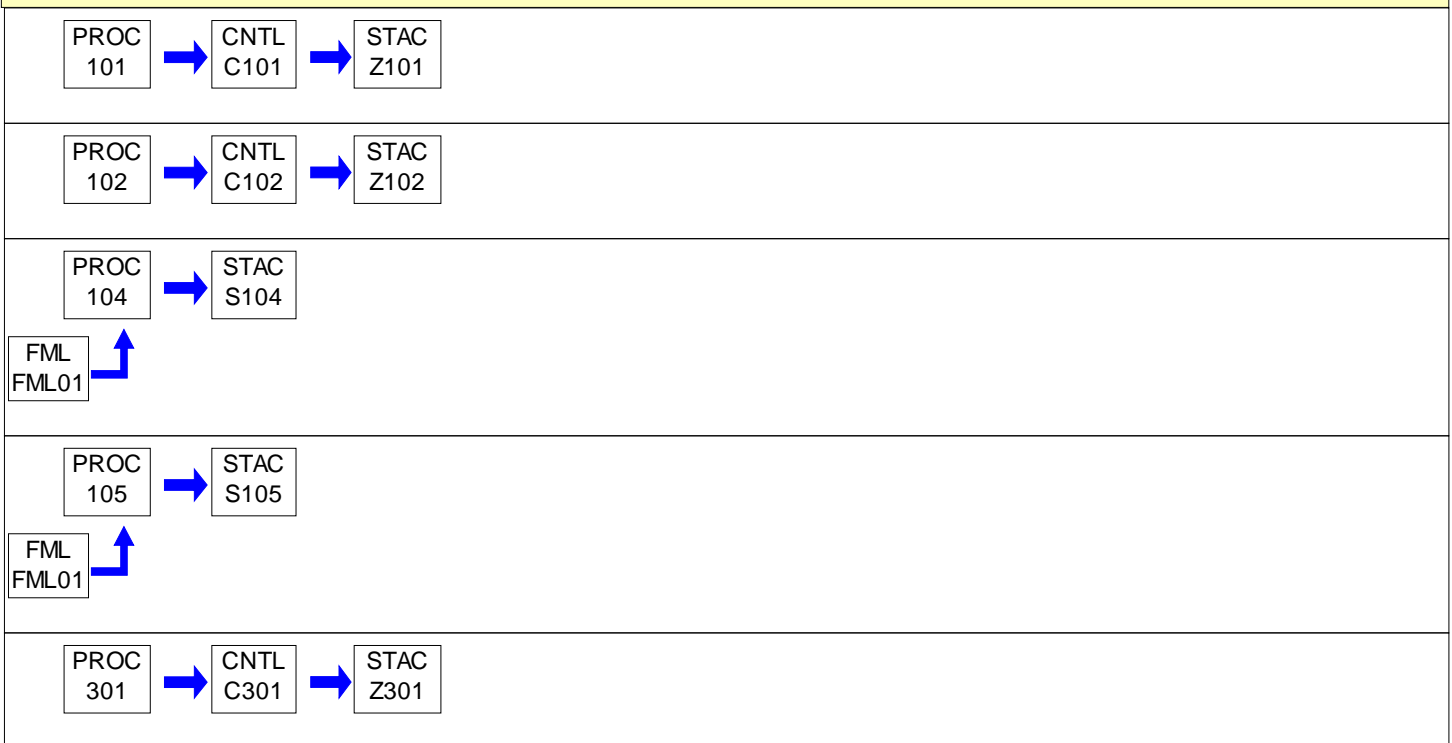 PROC
101
CNTL
C101
STAC
Z101
PROC
102
CNTL
C102
STAC
Z102
PROC
104
STAC
S104
FML
FML01
PROC
105
STAC
S105
FML
FML01
PROC
301
CNTL
C301
STAC
Z301